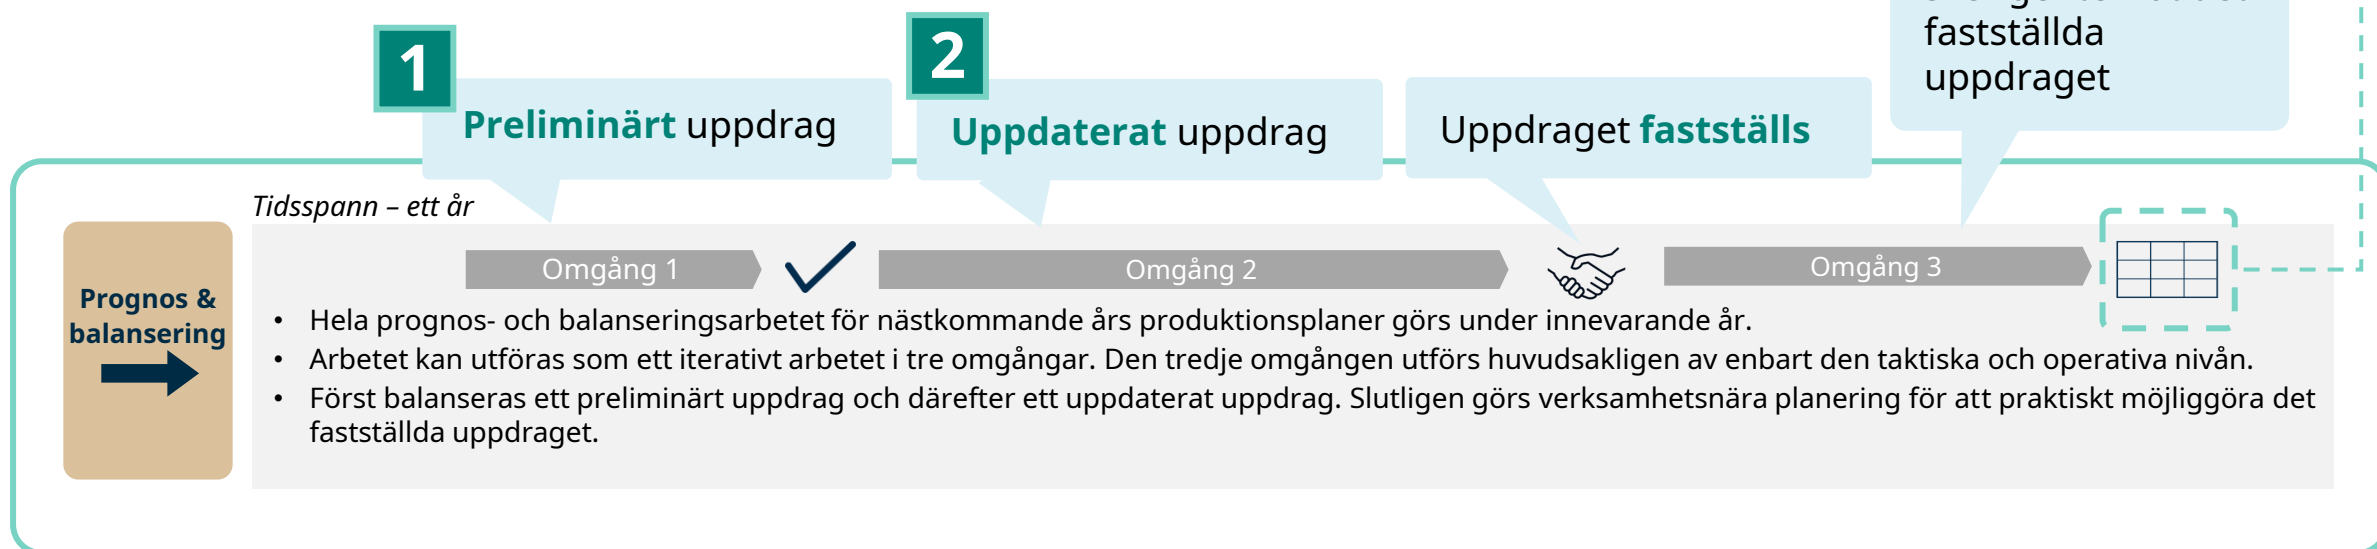 fastställda
uppdraget
1
2
Preliminärt uppdrag
Uppdaterat uppdrag
Uppdraget fastställs
Tidsspann – ett år
Omgång 1
Omgång 2
Omgång 3
Prognos &
balansering
• Hela prognos- och balanseringsarbetet för nästkommande års produktionsplaner görs under innevarande år.
• Arbetet kan utföras som ett iterativt arbetet i tre omgångar. Den tredje omgången utförs huvudsakligen av enbart den taktiska och operativa nivån.
• Först balanseras ett preliminärt uppdrag och därefter ett uppdaterat uppdrag. Slutligen görs verksamhetsnära planering för att praktiskt möjliggöra det
fastställda uppdraget.